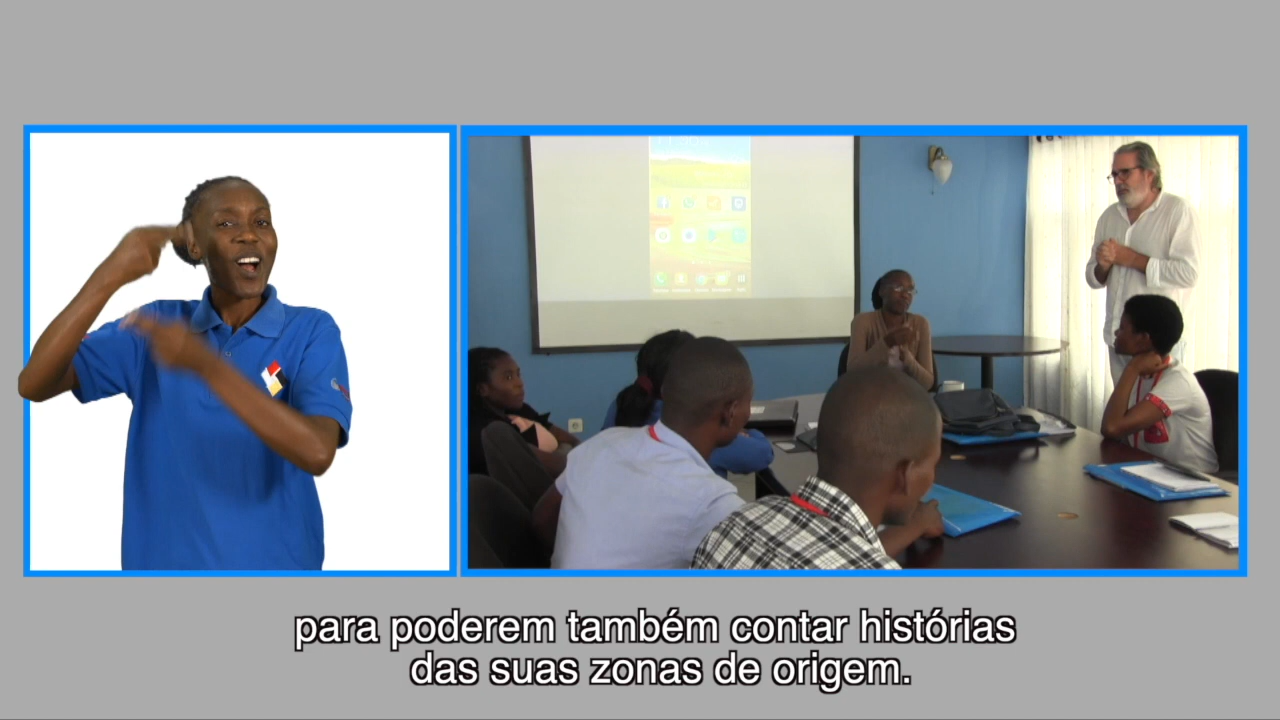 para poderem também contar histórias
das suas zonas de origem.